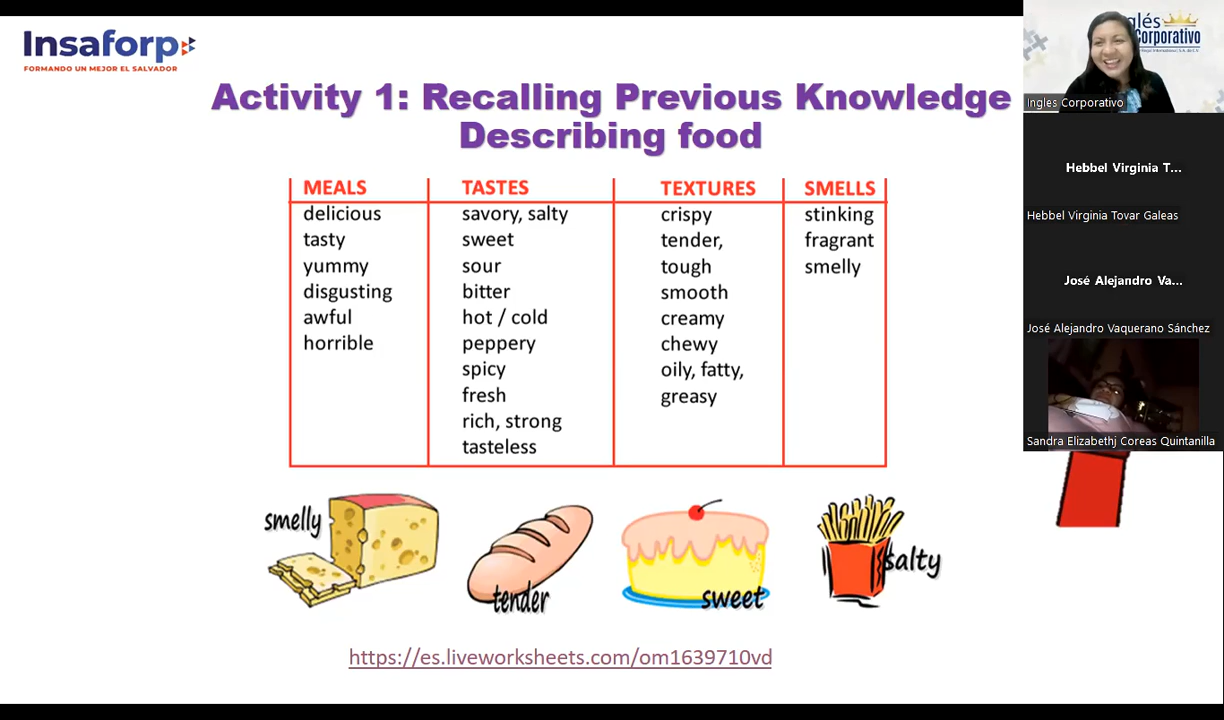 Insaforp
FORMANDO UN MEJOR EL SALVADOR
Activity 1: Recalling Previous Knowledge
Describing food
MEALS
delicious
tasty
yummy
disgusting
awful
horrible
TASTES
savory, salty
sweet
sour
bitter
hot / cold
peppery
spicy
fresh
rich, strong
tasteless
TEXTURES
crispy
tender,
tough
smooth
creamy
chewy
oily, fatty,
greasy
SMELLS
stinking
fragrant
smelly
smelly
tender
sweet
salty
https://es.liveworksheets.com/om1639710vd
glés
Corporativo
Ingles Corporativo
Hebbel Virginia T...
Hebbel Virginia Tovar Galeas
José Alejandro Va...
José Alejandro Vaquerano Sánchez
Sandra Elizabethj Coreas Quintanilla